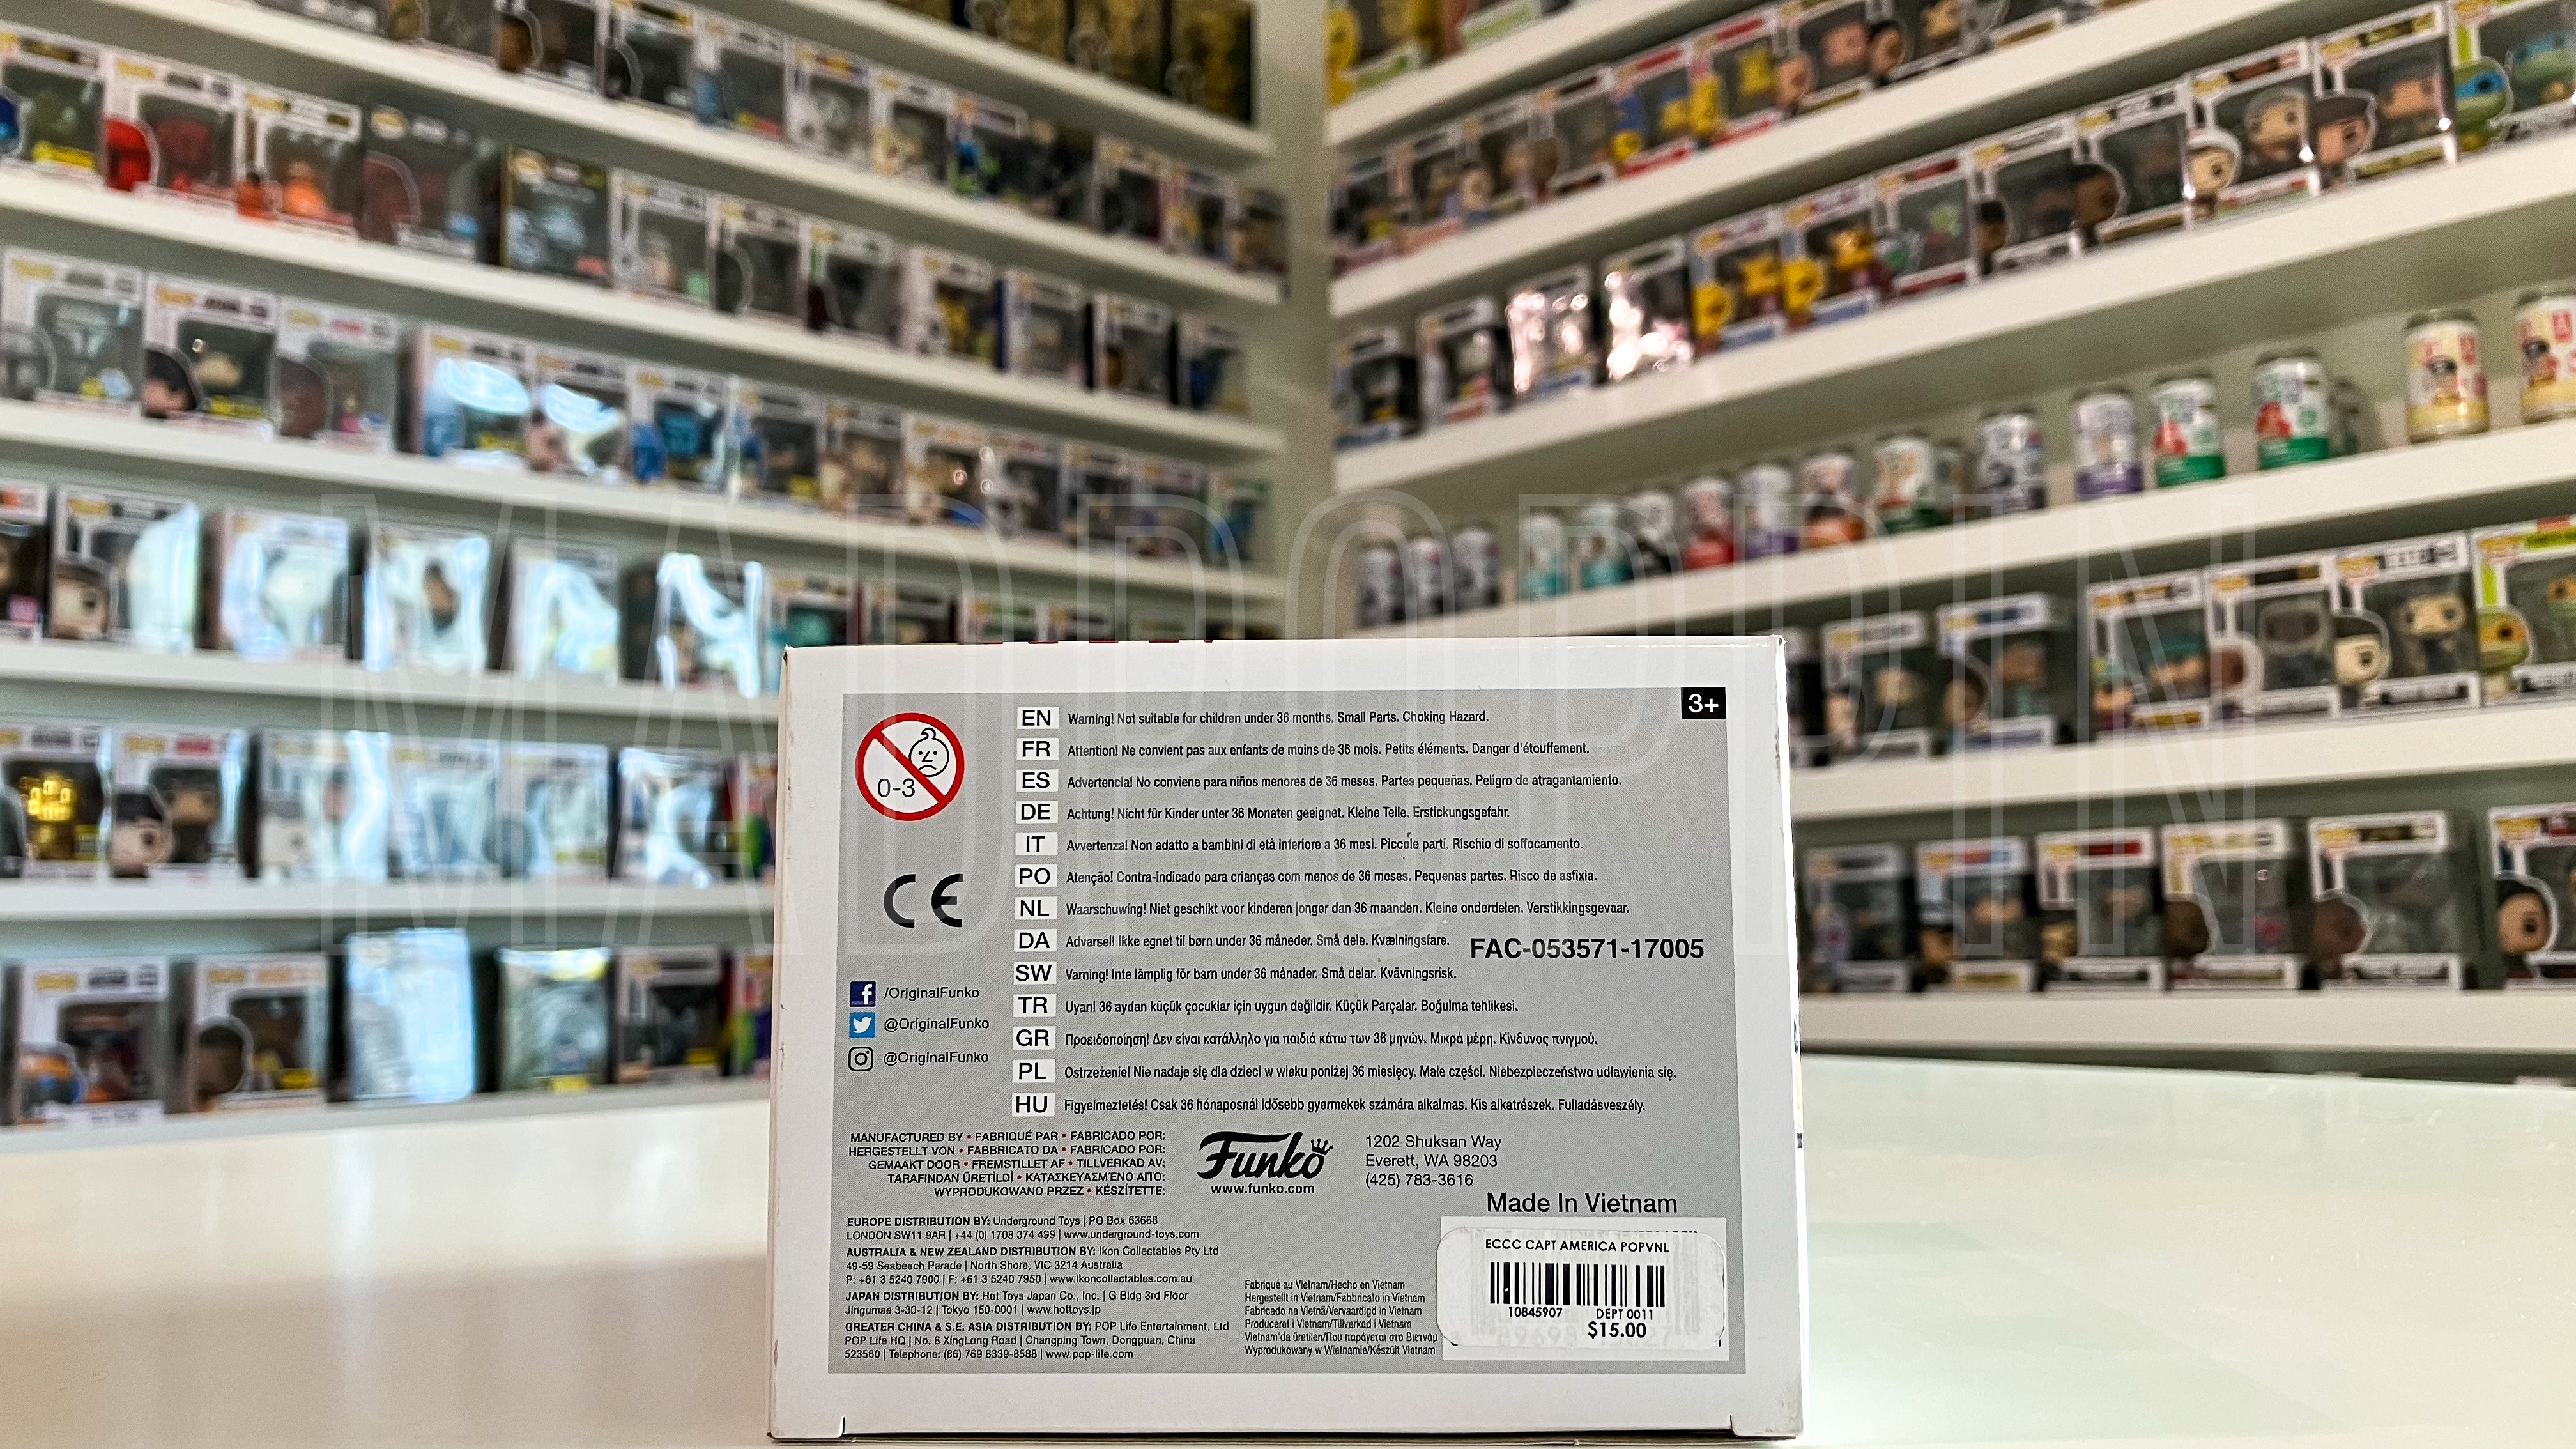 MADPOPPIN
3+
0-3
EN Warning! Not suitable for children under 36 months. Small Parts. Choking Hazard.
FR Attention! Ne convient pas aux enfants de moins de 36 mois. Petits éléments. Danger d'étouffement.
ES Advertencia! No conviene para niños menores de 36 meses. Partes pequeñas. Peligro de atragantamiento.
DE Achtung! Nicht für Kinder unter 36 Monaten geeignet. Kleine Teile. Erstickungsgefahr.
IT Avvertenza! Non adatto a bambini di età inferiore a 36 mesi. Piccole parti. Rischio di soffocamento.
PO Atenção! Contra-indicado para crianças com menos de 36 meses. Pequenas partes. Risco de asfixia.
NL Waarschuwing! Niet geschikt voor kinderen jonger dan 36 maanden. Kleine onderdelen. Verstikkingsgevaar.
DA Advarsel! Ikke egnet til børn under 36 måneder. Små dele. Kvælningsfare.
SW Varning! Inte lämplig för barn under 36 månader. Små delar. Kvävningsrisk.
TR Uyarı! 36 aydan küçük çocuklar için uygun değildir. Küçük Parçalar. Boğulma tehlikesi.
GR Προειδοποίηση! Δεν είναι κατάλληλο για παιδιά κάτω των 36 μηνών. Μικρά μέρη. Κίνδυνος πνιγμού.
PL Ostrzeżenie! Nie nadaje się dla dzieci w wieku poniżej 36 miesięcy. Małe części. Niebezpieczeństwo udławienia się.
HU Figyelmeztetés! Csak 36 hónaposnál idősebb gyermekek számára alkalmas. Kis alkatrészek. Fulladásveszély.
FAC-053571-17005
CE
/OriginalFunko
@OriginalFunko
@OriginalFunko
MANUFACTURED BY • FABRIQUÉ PAR • FABRICADO POR:
HERGESTELLT VON • FABBRICATO DA • FABRICADO POR:
GEMAAKT DOOR • FREMSTILLET AF • TILLVERKAD AV:
TARAFINDAN ÜRETİLDİ • ΚΑΤΑΣΚΕΥΑΣΜΈΝΟ ΑΠΌ:
WYPRODUKOWANO PRZEZ • KÉSZÍTETTE:
Funko
www.funko.com
1202 Shuksan Way
Everett, WA 98203
(425) 783-3616
Made In Vietnam
EUROPE DISTRIBUTION BY: Underground Toys | PO Box 63668
LONDON SW11 9AR | +44 (0) 1708 374 499 | www.underground-toys.com
AUSTRALIA & NEW ZEALAND DISTRIBUTION BY: Ikon Collectables Pty Ltd
49-59 Seabeach Parade | North Shore, VIC 3214 Australia
P: +61 3 5240 7900 | F: +61 3 5240 7950 | www.ikoncollectables.com.au
JAPAN DISTRIBUTION BY: Hot Toys Japan Co., Inc. | G Bldg 3rd Floor
Jingumae 3-30-12 | Tokyo 150-0001 | www.hottoys.jp
GREATER CHINA & S.E. ASIA DISTRIBUTION BY: POP Life Entertainment, Ltd
POP Life HQ | No. 8 XingLong Road | Changping Town, Dongguan, China
523560 | Telephone: (86) 769 8339-8588 | www.pop-life.com
Fabriqué au Vietnam/Hecho en Vietnam
Hergestellt in Vietnam/Fabbricato in Vietnam
Fabricado na Vietnã/Vervaardigd in Vietnam
Produceret i Vietnam/Tillverkad i Vietnam
Vietnam'da üretilen/Που παράγεται στο Βιετνάμ
Wyprodukowany w Wietnamie/Készült Vietnam
ECCC CAPT AMERICA POPVNL
10845907 DEPT 0011
$15.00